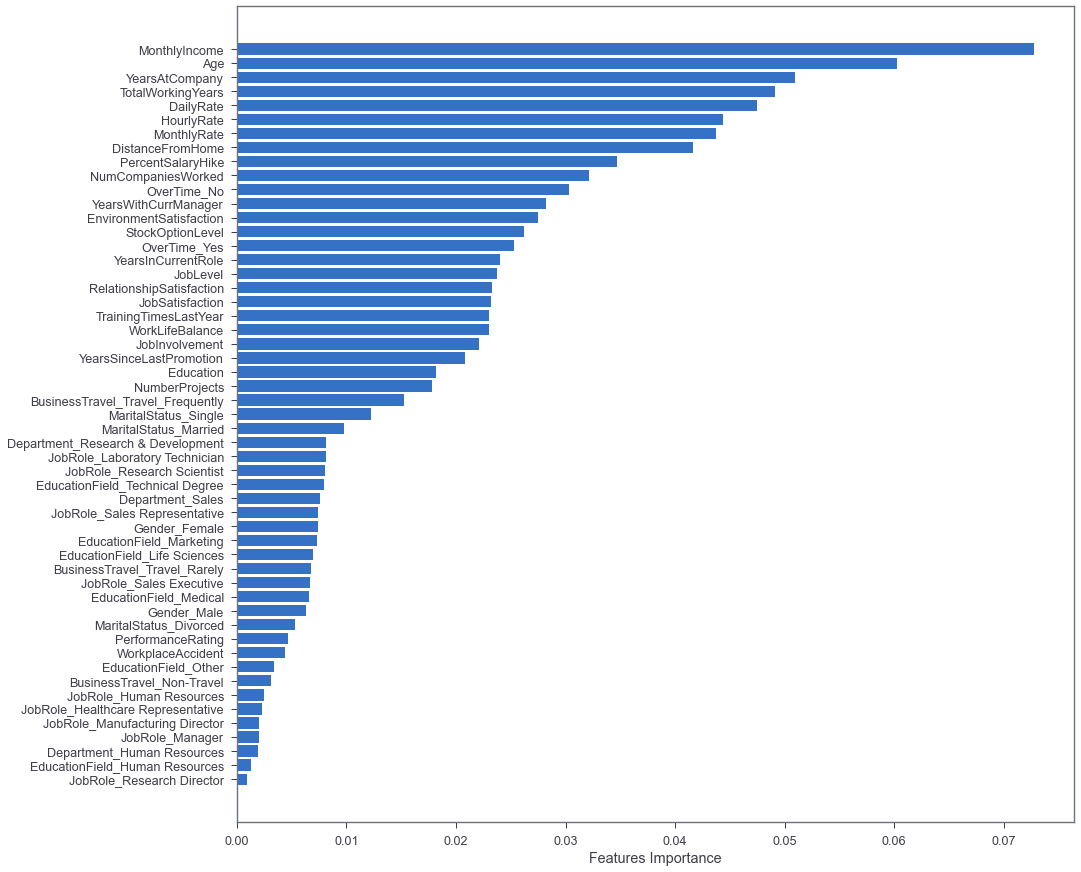 MonthlyIncome
Age
YearsAtCompany
TotalWorkingYears
DailyRate
HourlyRate
MonthlyRate
DistanceFromHome
PercentSalaryHike
NumCompaniesWorked
OverTime_No
YearsWithCurrManager
EnvironmentSatisfaction
StockOptionLevel
OverTime_Yes
YearsInCurrentRole
JobLevel
RelationshipSatisfaction
JobSatisfaction
TrainingTimesLastYear
WorkLifeBalance
JobInvolvement
YearsSinceLastPromotion
Education
NumberProjects
BusinessTravel_Travel_Frequently
MaritalStatus_Single
MaritalStatus_Married
Department_Research & Development
JobRole_Laboratory Technician
JobRole_Research Scientist
EducationField_Technical Degree
Department_Sales
JobRole_Sales Representative
Gender_Female
EducationField_Marketing
EducationField_Life Sciences
BusinessTravel_Travel_Rarely
JobRole_Sales Executive
EducationField_Medical
Gender_Male
MaritalStatus_Divorced
PerformanceRating
WorkplaceAccident
EducationField_Other
BusinessTravel_Non-Travel
JobRole_Human Resources
JobRole_Healthcare Representative
JobRole_Manufacturing Director
JobRole_Manager
Department_Human Resources
EducationField_Human Resources
JobRole_Research Director
0.00 0.01 0.02 0.03 0.04 0.05 0.06 0.07
Features Importance